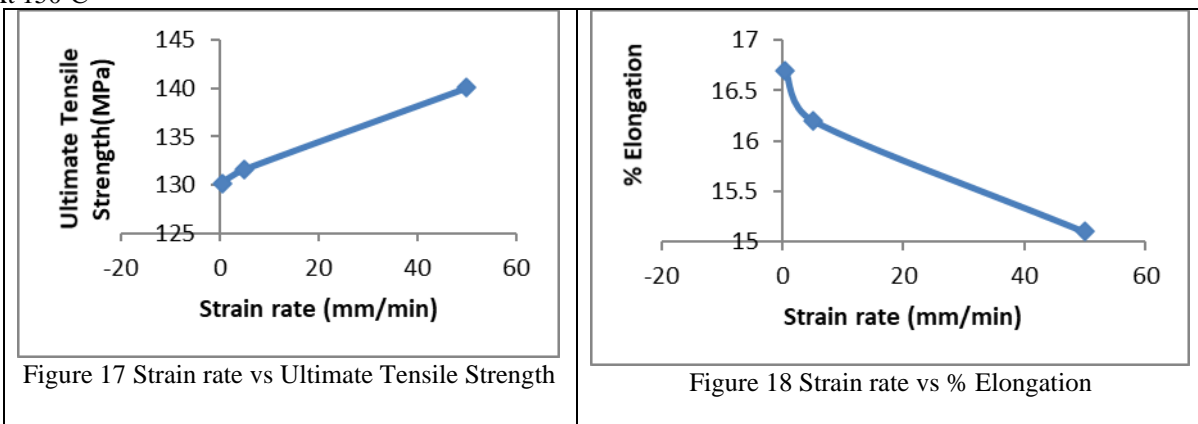 145
140
135
130
125
-20 0 20 40 60
Ultimate Tensile
Strength(MPa)
Strain rate (mm/min)
Figure 17 Strain rate vs Ultimate Tensile Strength
17
16.5
16
15.5
15
-20 0 20 40 60
% Elongation
Strain rate (mm/min)
Figure 18 Strain rate vs % Elongation